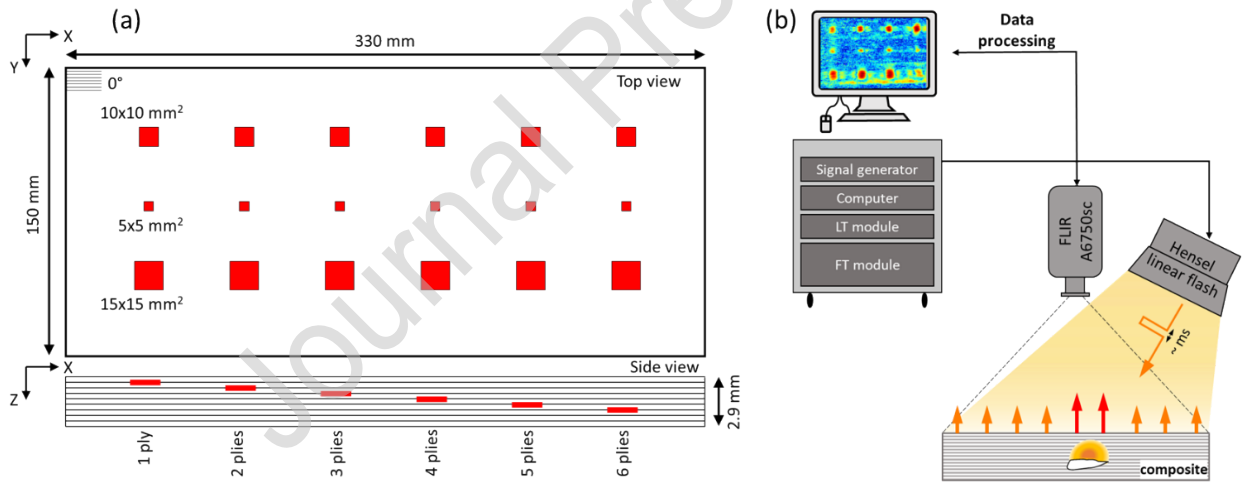 (a)
X
Y
330 mm
0°
Top view
10x10 mm²
150 mm
5x5 mm²
15x15 mm²
X
Side view
Z
2.9 mm
1 ply
2 plies
3 plies
4 plies
5 plies
6 plies
Journal Pre
(b)
Data
processing
Signal generator
Computer
LT module
FT module
FLIR
A6750sc
Hensel
linear flash
~ ms
composite